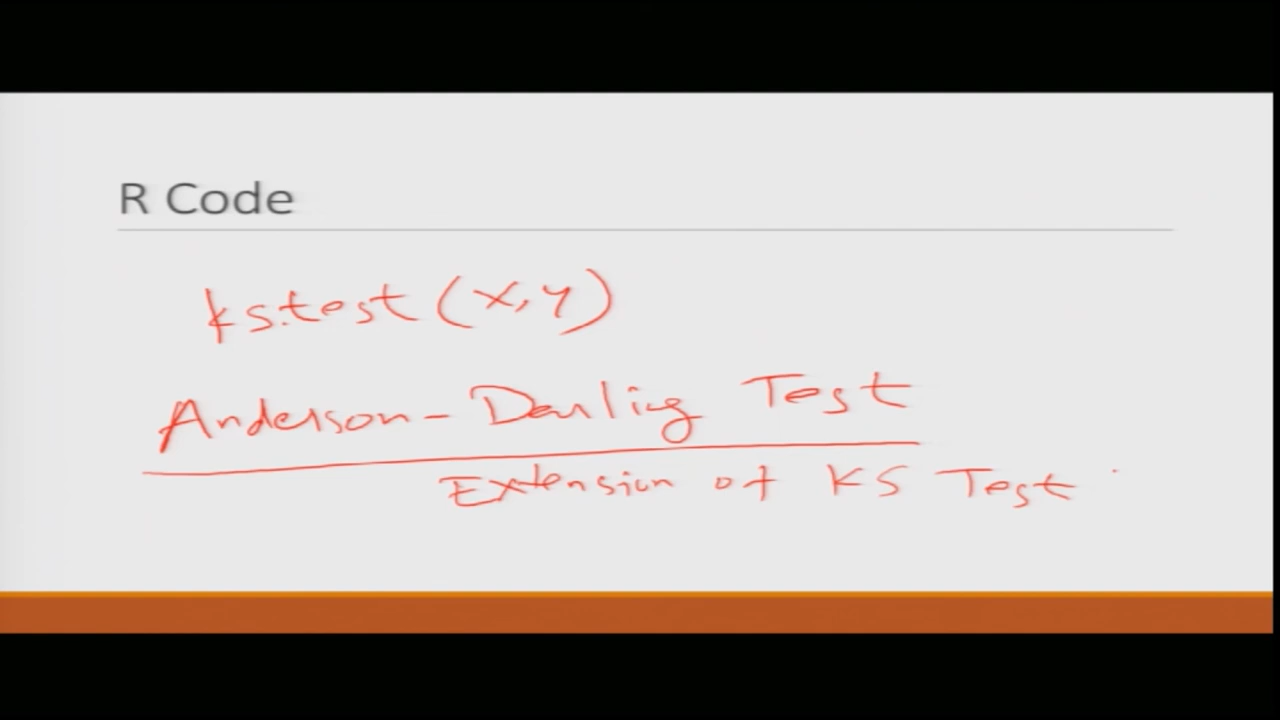 R Code
ks.test (x,y)
Anderson-Darling Test
Extension of KS Test